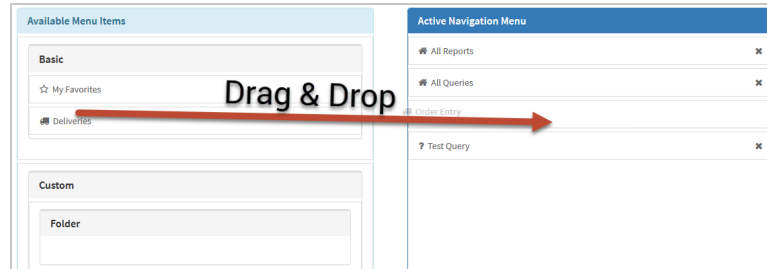 Available Menu Items
Basic
My Favorites
Deliveries
Custom
Folder
Drag & Drop
Active Navigation Menu
All Reports
All Queries
Order Entry
? Test Query